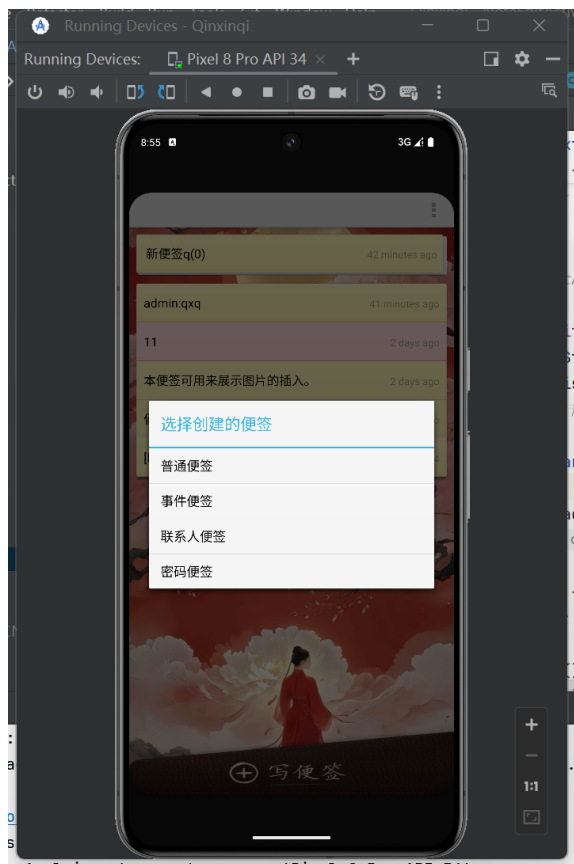 Running Devices - Qinxinqi
Running Devices:
Pixel 8 Pro API 34
8:55
3G
新便签q(0)
42 minutes ago
admin:qxq
41 minutes ago
11
2 days ago
本便签可用来展示图片的插入。
2 days ago
选择创建的便签
普通便签
事件便签
联系人便签
密码便签
写便签
1:1